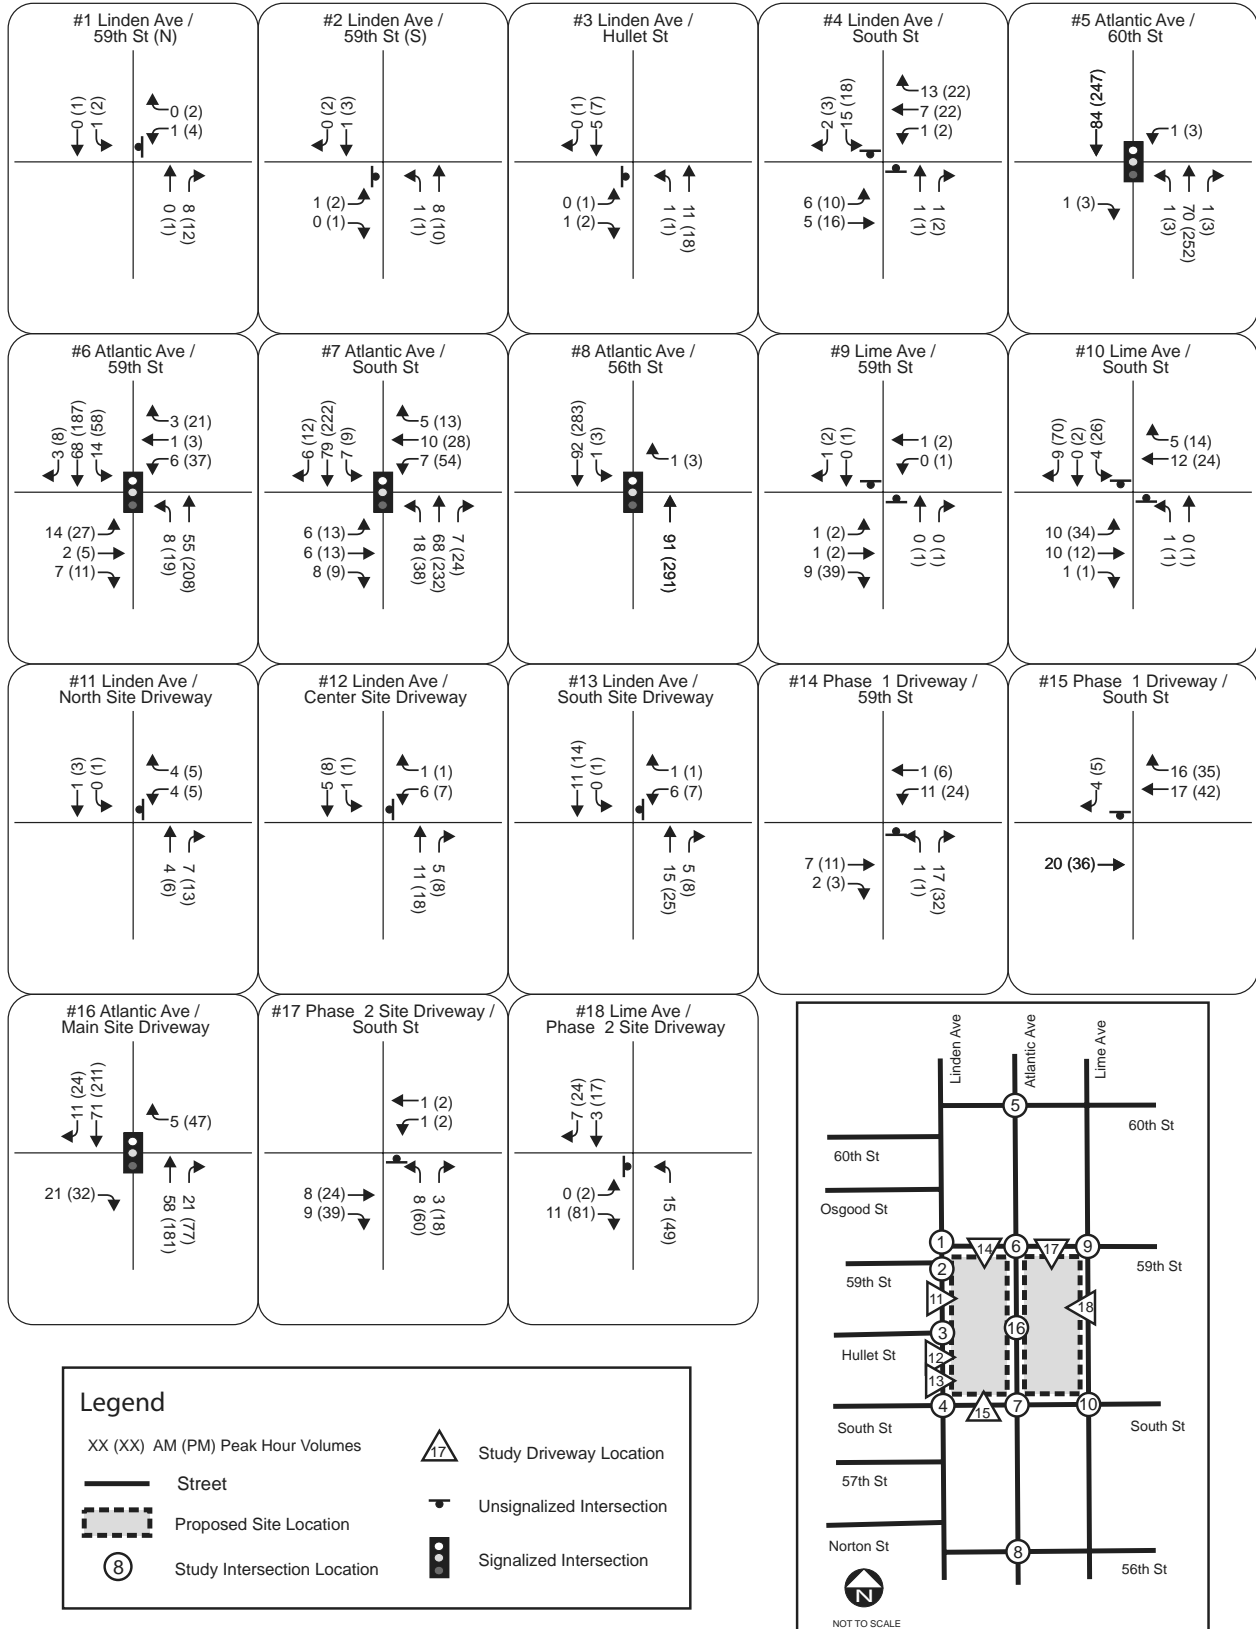 #1 Linden Ave /
59th St (N)
0 (1)
1 (2)
0 (2)
1 (4)
0 (1)
8 (12)
#2 Linden Ave /
59th St (S)
0 (2)
1 (3)
1 (2)
0 (1)
1 (1)
8 (10)
#3 Linden Ave /
Hullet St
0 (1)
5 (7)
0 (1)
1 (2)
1 (1)
11 (18)
#4 Linden Ave /
South St
2 (3)
15 (18)
13 (22)
7 (22)
1 (2)
6 (10)
5 (16)
1 (1)
1 (2)
#5 Atlantic Ave /
60th St
84 (247)
1 (3)
1 (3)
1 (3)
70 (252)
1 (3)
#6 Atlantic Ave /
59th St
3 (8)
68 (187)
14 (58)
3 (21)
1 (3)
6 (37)
14 (27)
2 (5)
7 (11)
8 (19)
55 (208)
#7 Atlantic Ave /
South St
6 (12)
79 (222)
7 (9)
5 (13)
10 (28)
7 (54)
6 (13)
6 (13)
8 (9)
18 (38)
68 (232)
7 (24)
#8 Atlantic Ave /
56th St
92 (283)
1 (3)
1 (3)
91 (291)
#9 Lime Ave /
59th St
1 (2)
0 (1)
1 (2)
0 (1)
1 (2)
1 (2)
9 (39)
0 (1)
0 (1)
#10 Lime Ave /
South St
9 (70)
0 (2)
4 (26)
5 (14)
12 (24)
10 (34)
10 (12)
1 (1)
1 (1)
0 (1)
#11 Linden Ave /
North Site Driveway
1 (3)
0 (1)
4 (5)
4 (5)
4 (6)
7 (13)
#12 Linden Ave /
Center Site Driveway
5 (8)
1 (1)
1 (1)
6 (7)
11 (18)
5 (8)
#13 Linden Ave /
South Site Driveway
11 (14)
0 (1)
1 (1)
6 (7)
15 (25)
5 (8)
#14 Phase 1 Driveway /
59th St
1 (6)
11 (24)
7 (11)
2 (3)
1 (1)
17 (32)
#15 Phase 1 Driveway /
South St
4 (5)
16 (35)
17 (42)
20 (36)
#16 Atlantic Ave /
Main Site Driveway
11 (24)
71 (211)
5 (47)
21 (32)
58 (181)
21 (77)
#17 Phase 2 Site Driveway /
South St
1 (2)
1 (2)
8 (24)
9 (39)
8 (60)
3 (18)
#18 Lime Ave /
Phase 2 Site Driveway
7 (24)
3 (17)
0 (2)
11 (81)
15 (49)
Legend
XX (XX) AM (PM) Peak Hour Volumes
Street
Proposed Site Location
8 Study Intersection Location
17 Study Driveway Location
Unsignalized Intersection
Signalized Intersection
Linden Ave
Atlantic Ave
Lime Ave
5
60th St
60th St
Osgood St
1
14
6
17
9
2
59th St
59th St
11
18
3
16
Hullet St
12
13
4
15
7
10
South St
South St
57th St
Norton St
8
56th St
N
NOT TO SCALE